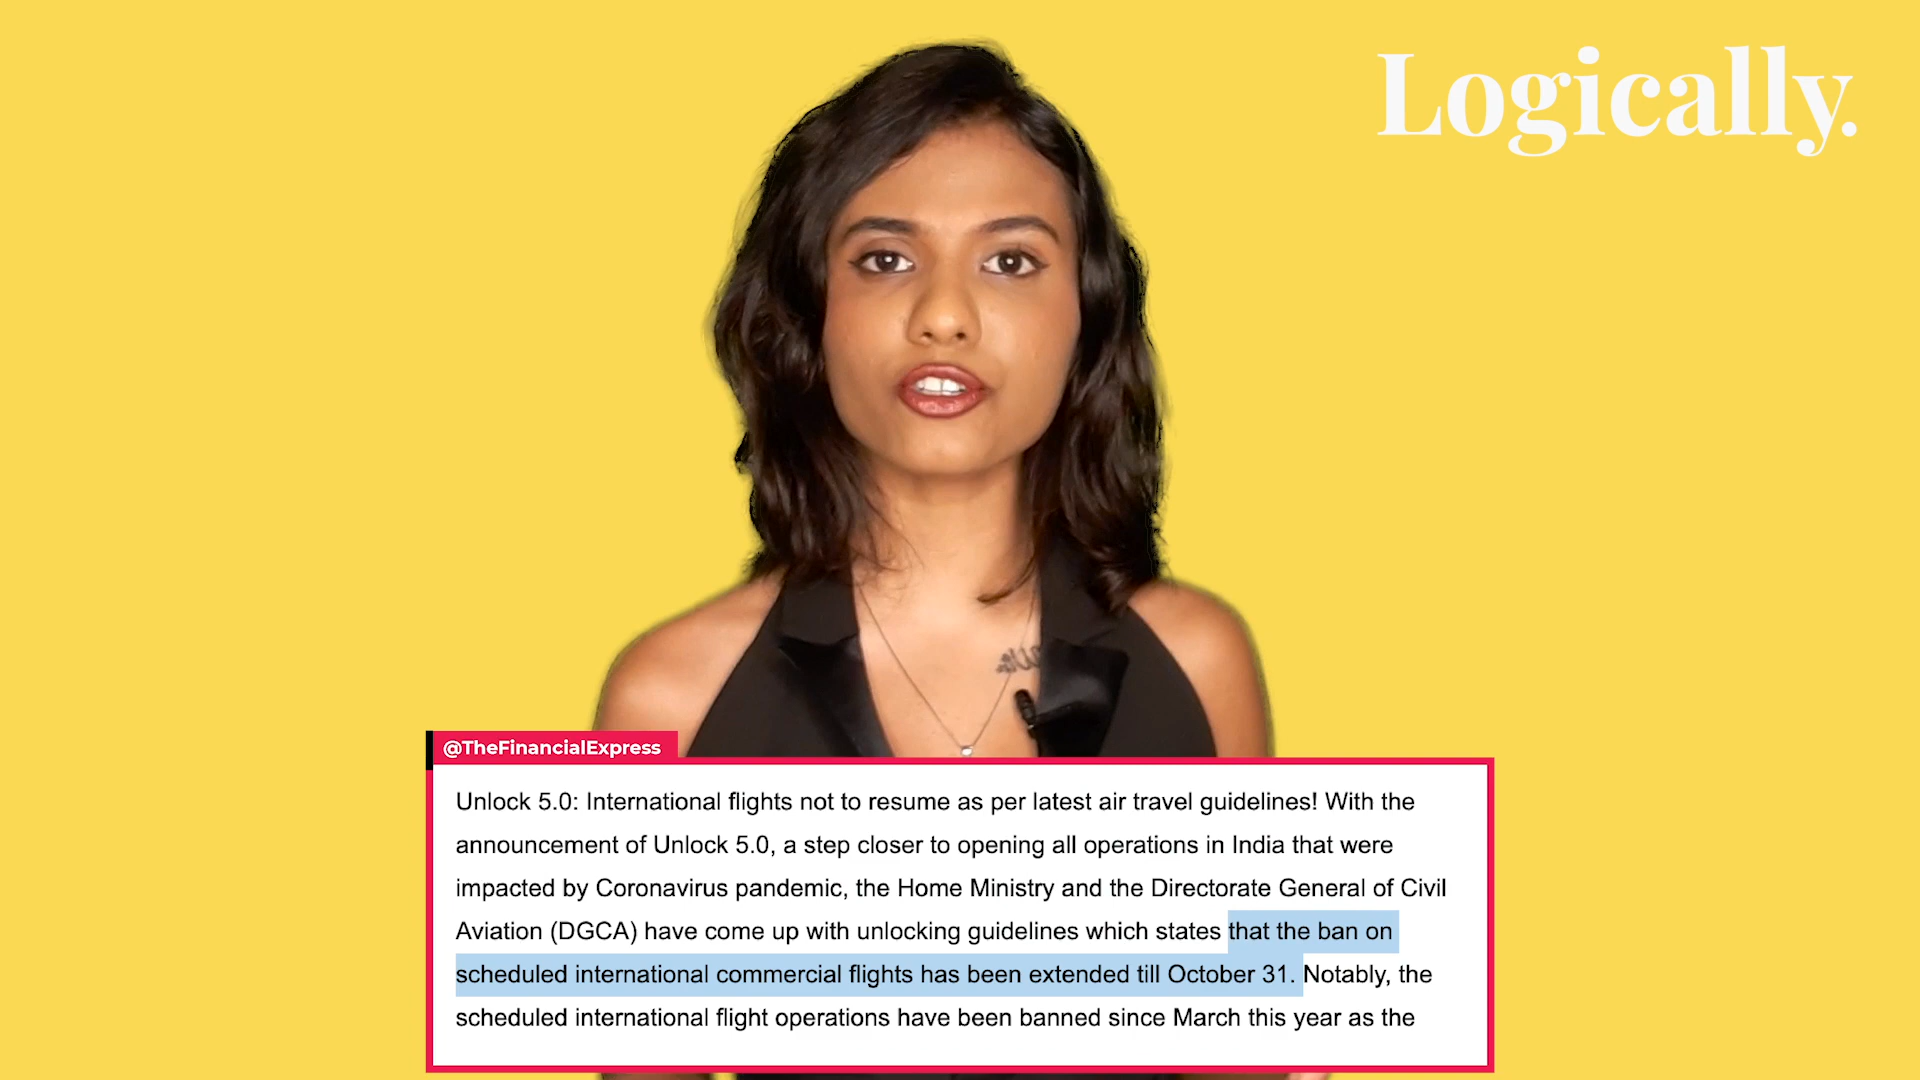 Logically.
@TheFinancialExpress
Unlock 5.0: International flights not to resume as per latest air travel guidelines! With the
announcement of Unlock 5.0, a step closer to opening all operations in India that were
impacted by Coronavirus pandemic, the Home Ministry and the Directorate General of Civil
Aviation (DGCA) have come up with unlocking guidelines which states that the ban on
scheduled international commercial flights has been extended till October 31. Notably, the
scheduled international flight operations have been banned since March this year as the